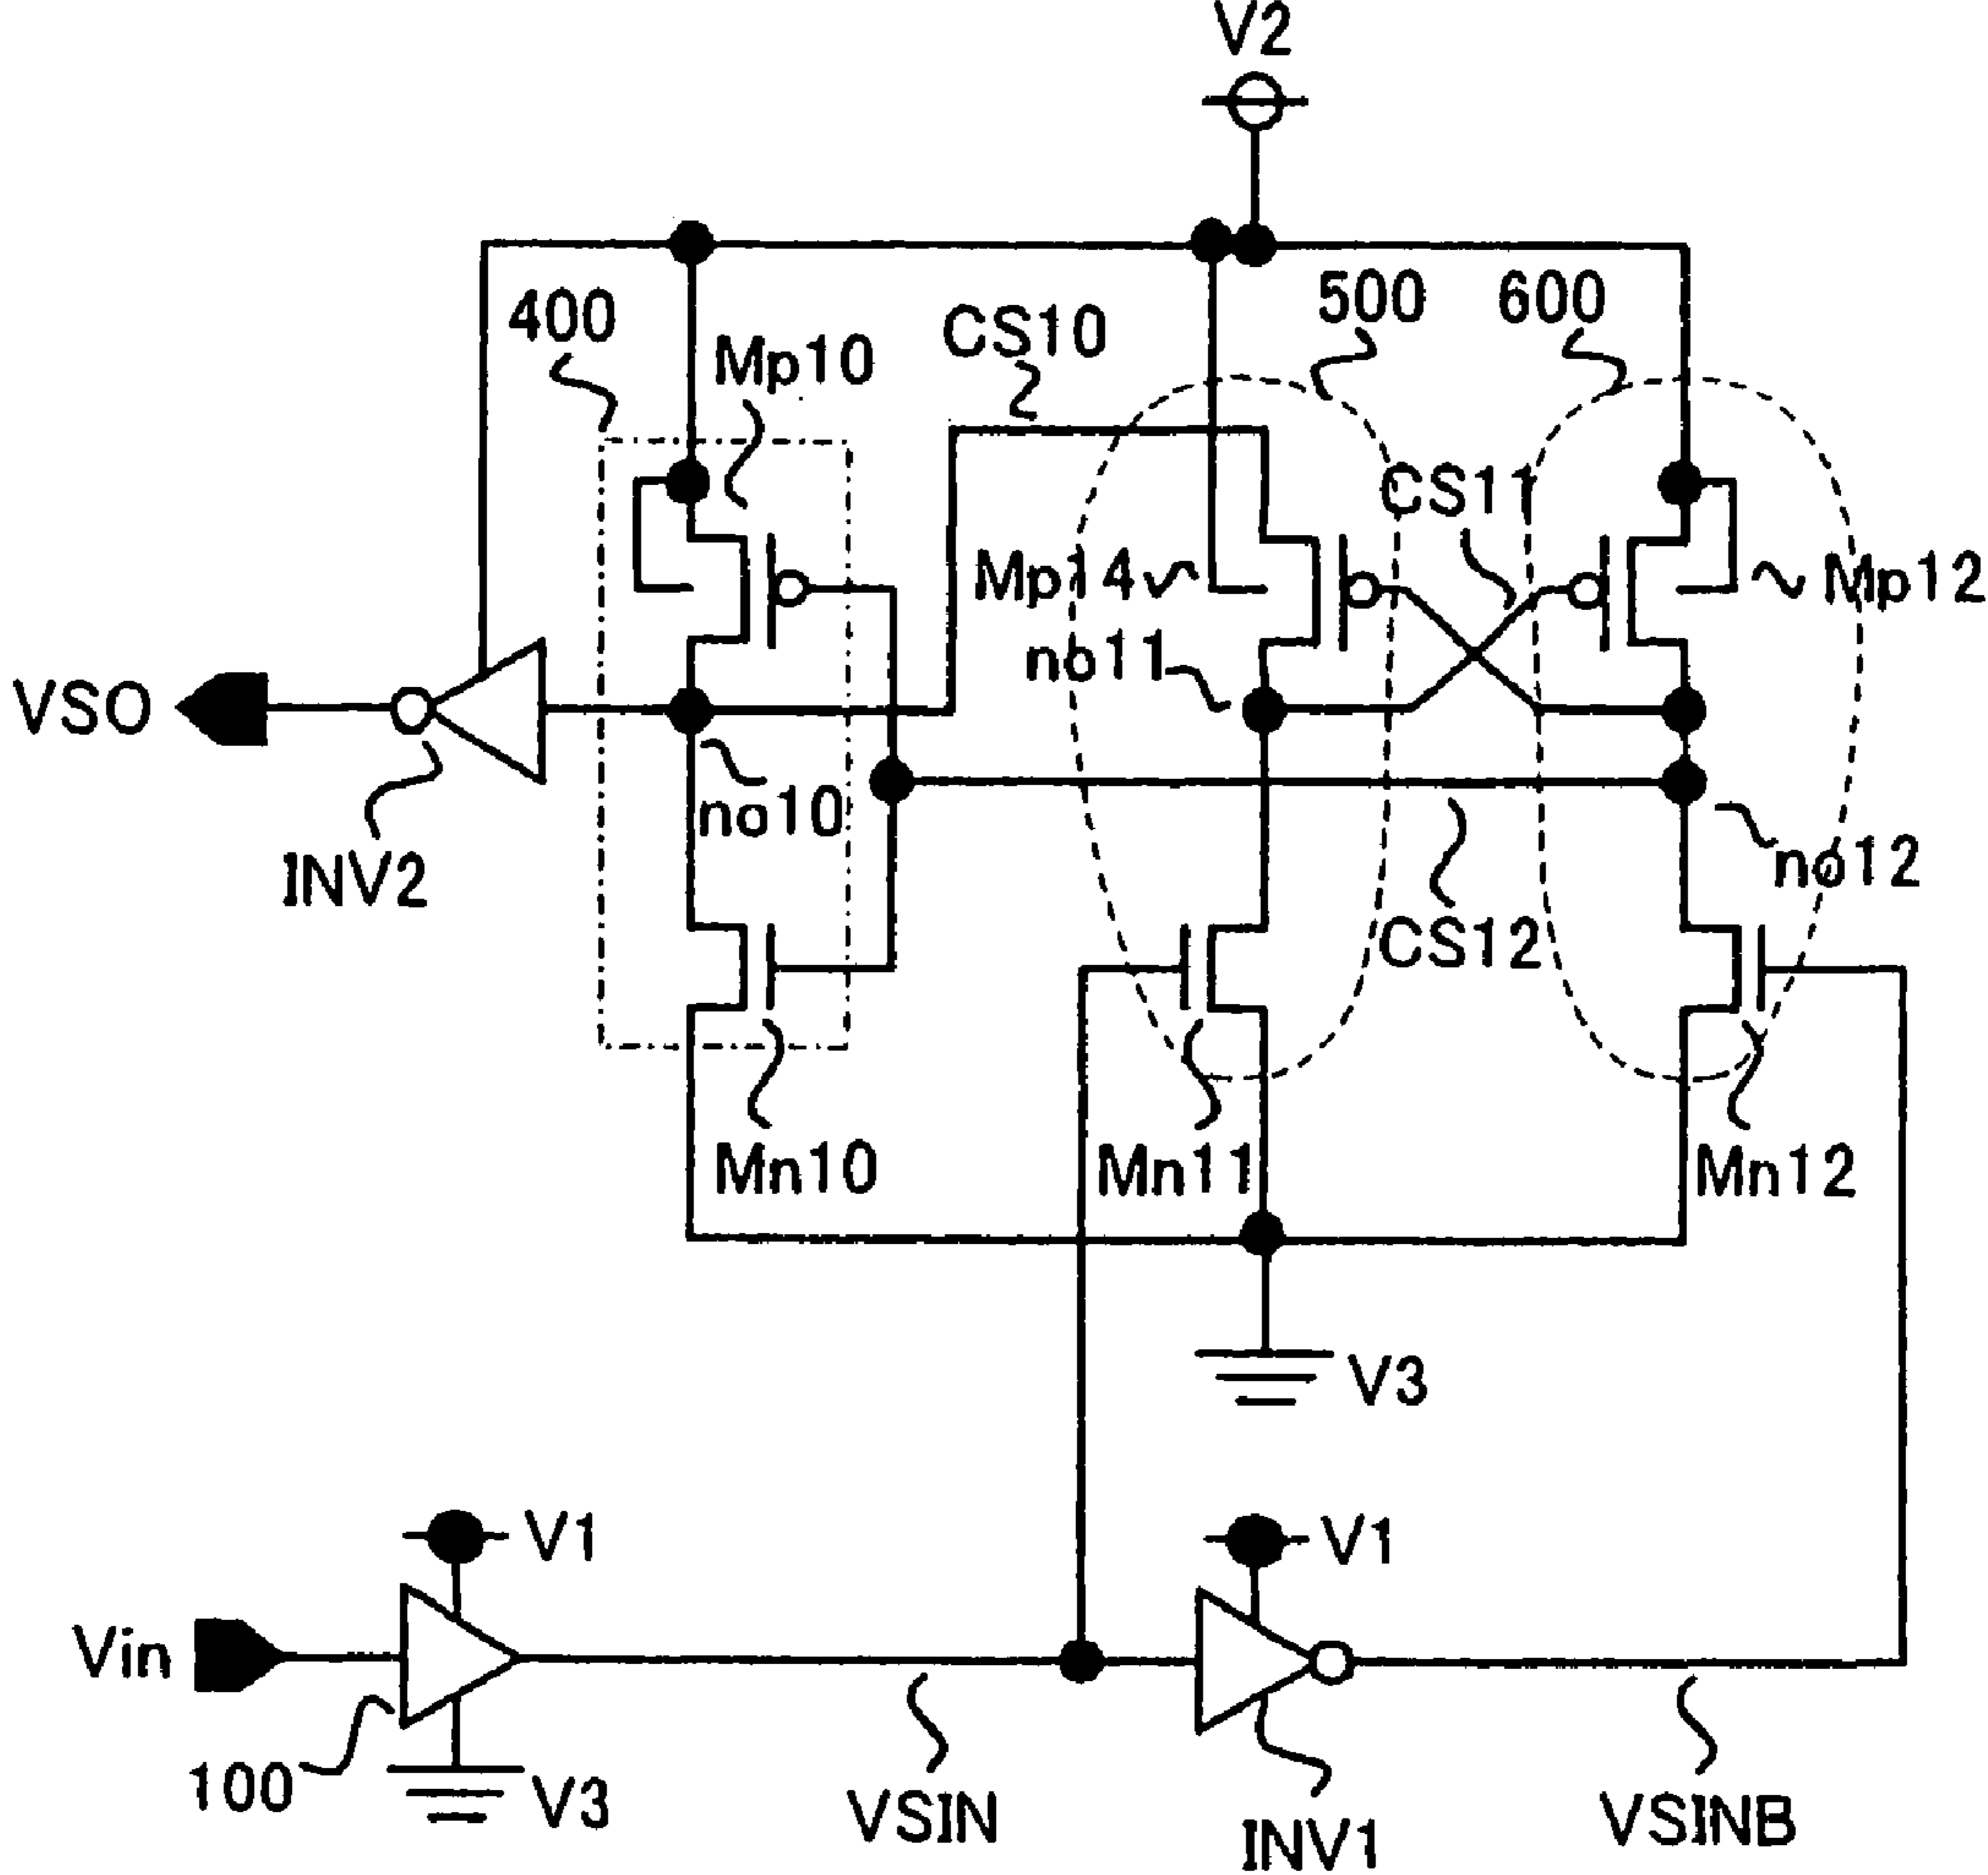 V2
400
Mp10
CS10
500
600
CS11
Mp14
Mp12
no11
VSO
no10
INV2
no12
CS12
Mn10
Mn11
Mn12
V3
V1
V1
Vin
100
V3
VSIN
INV1
VSINB